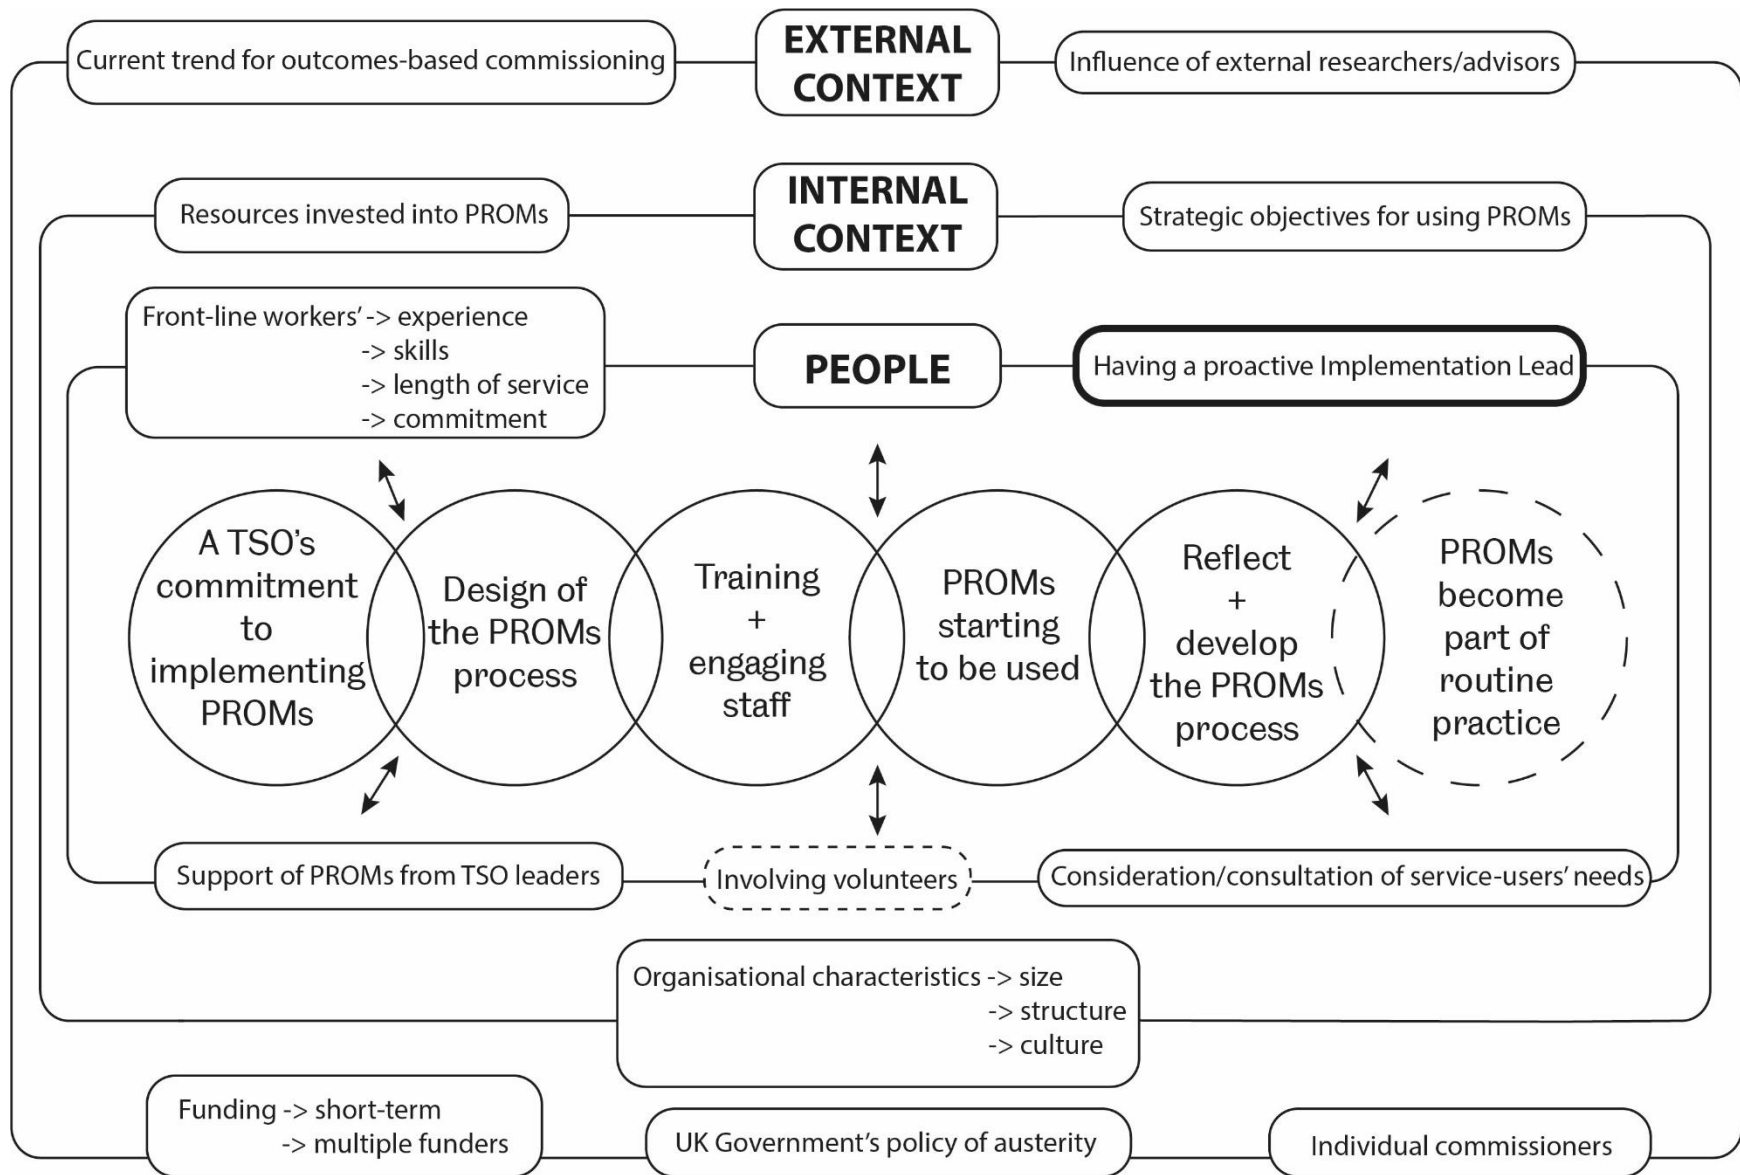 Current trend for outcomes-based commissioning
EXTERNAL
CONTEXT
Influence of external researchers/advisors
Resources invested into PROMs
INTERNAL
CONTEXT
Strategic objectives for using PROMs
Front-line workers’ -> experience
-> skills
-> length of service
-> commitment
PEOPLE
Having a proactive Implementation Lead
A TSO’s
commitment
to
implementing
PROMs
Design of
the PROMs
process
Training
+
engaging
staff
PROMs
starting
to be used
Reflect
+
develop
the PROMs
process
PROMs
become
part of
routine
practice
Support of PROMs from TSO leaders
Involving volunteers
Consideration/consultation of service-users’ needs
Organisational characteristics -> size
-> structure
-> culture
Funding -> short-term
-> multiple funders
UK Government’s policy of austerity
Individual commissioners